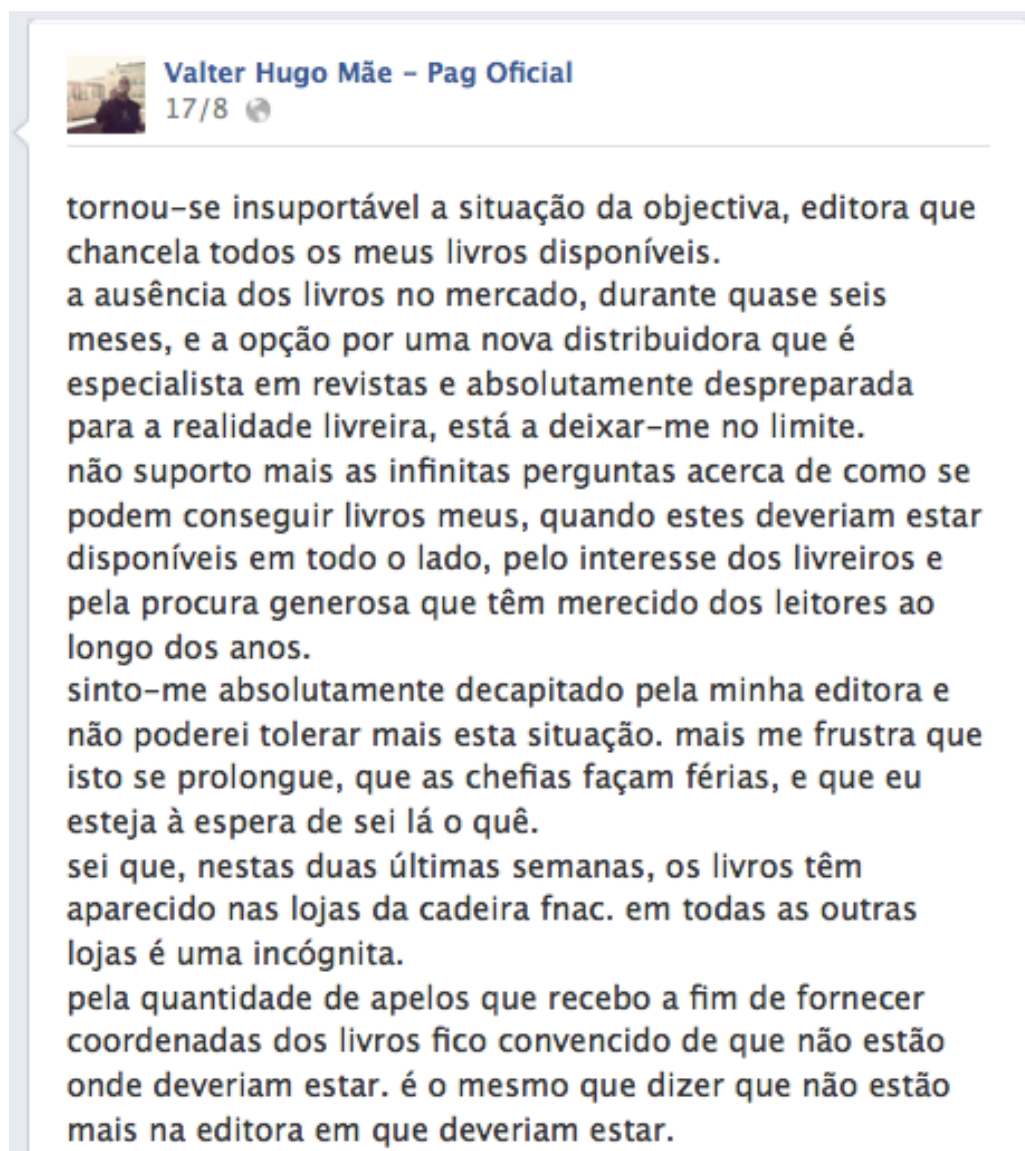 Valter Hugo Mãe – Pag Oficial
17/8
tornou-se insuportável a situação da objectiva, editora que
chancela todos os meus livros disponíveis.
a ausência dos livros no mercado, durante quase seis
meses, e a opção por uma nova distribuidora que é
especialista em revistas e absolutamente despreparada
para a realidade livreira, está a deixar-me no limite.
não suporto mais as infinitas perguntas acerca de como se
podem conseguir livros meus, quando estes deveriam estar
disponíveis em todo o lado, pelo interesse dos livreiros e
pela procura generosa que têm merecido dos leitores ao
longo dos anos.
sinto-me absolutamente decapitado pela minha editora e
não poderei tolerar mais esta situação. mais me frustra que
isto se prolongue, que as chefias façam férias, e que eu
esteja à espera de sei lá o quê.
sei que, nestas duas últimas semanas, os livros têm
aparecido nas lojas da cadeira fnac. em todas as outras
lojas é uma incógnita.
pela quantidade de apelos que recebo a fim de fornecer
coordenadas dos livros fico convencido de que não estão
onde deveriam estar. é o mesmo que dizer que não estão
mais na editora em que deveriam estar.